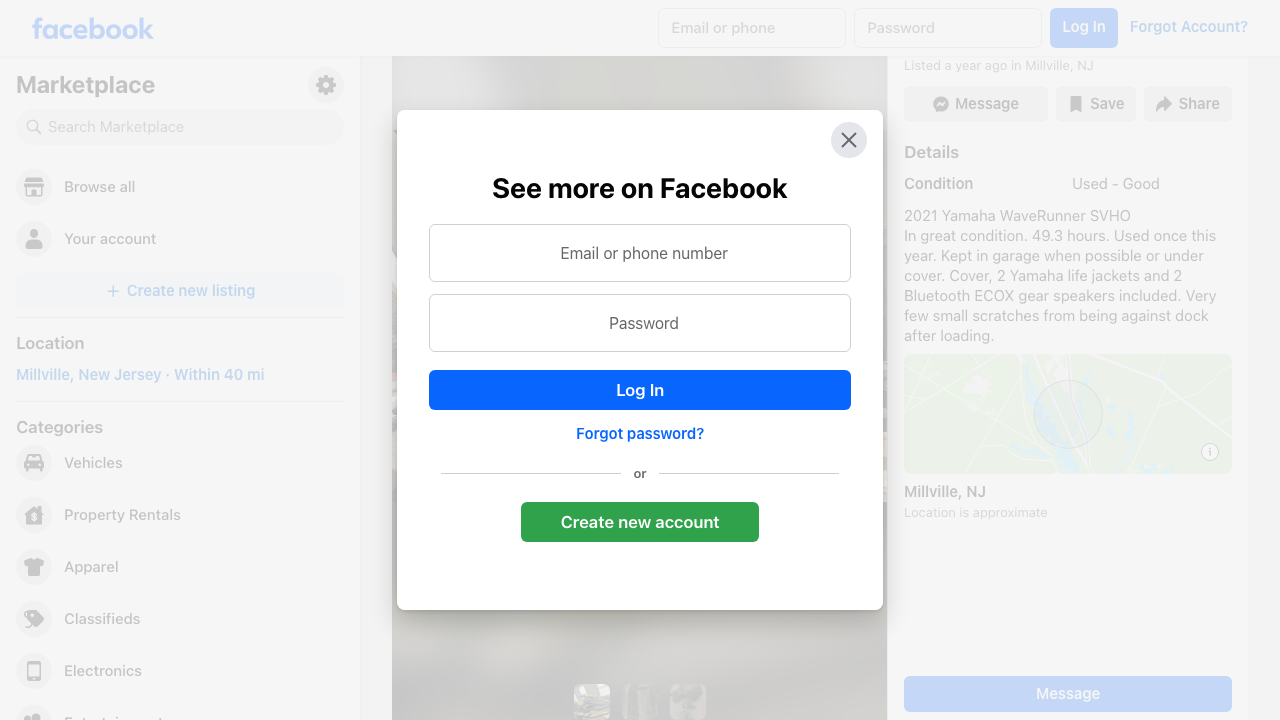 facebook
Email or phone
Password
Log In
Forgot Account?
Marketplace
Search Marketplace
Browse all
Your account
Create new listing
Location
Millville, New Jersey · Within 40 mi
Categories
Vehicles
Property Rentals
Apparel
Classifieds
Electronics
See more on Facebook
Email or phone number
Password
Log In
Forgot password?
or
Create new account
Listed a year ago in Millville, NJ
Message
Save
Share
Details
Condition
Used - Good
2021 Yamaha WaveRunner SVHO
In great condition. 49.3 hours. Used once this
year. Kept in garage when possible or under
cover. Cover, 2 Yamaha life jackets and 2
Bluetooth ECOX gear speakers included. Very
few small scratches from being against dock
after loading.
Millville, NJ
Location is approximate
Message